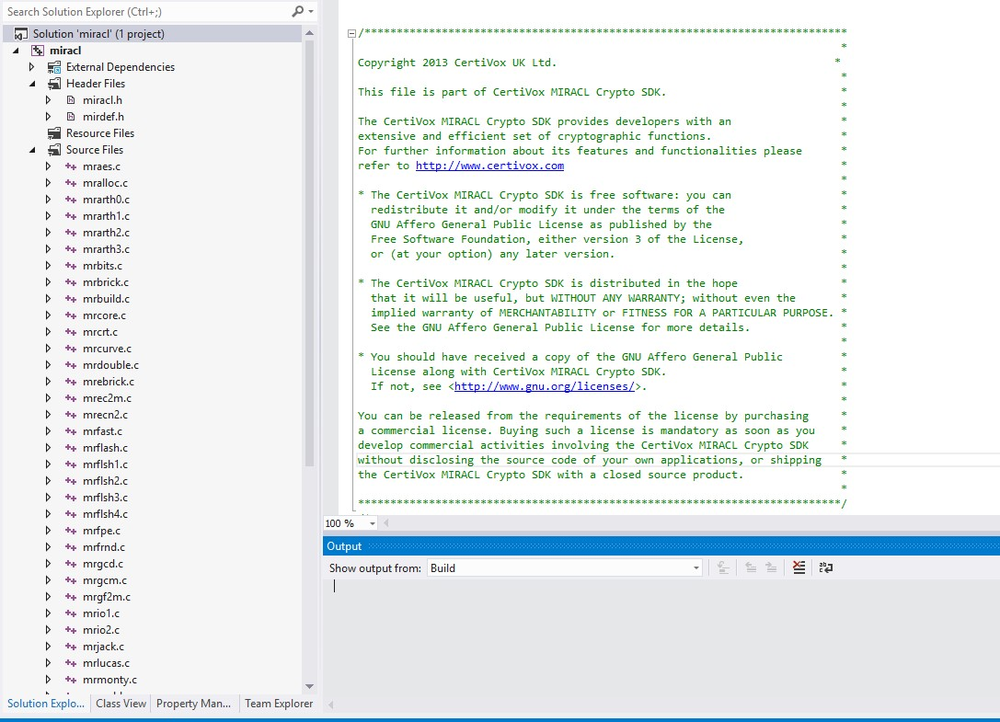 Search Solution Explorer (Ctrl+;)
Solution 'miracl' (1 project)
miracl
External Dependencies
Header Files
miracl.h
mirdef.h
Resource Files
Source Files
mraes.c
mralloc.c
mrarth0.c
mrarth1.c
mrarth2.c
mrarth3.c
mrbits.c
mrbrick.c
mrbuild.c
mrcore.c
mrcrt.c
mrcurve.c
mrdouble.c
mrebrick.c
mrec2m.c
mrecn2.c
mrfast.c
mrflash.c
mrflsh1.c
mrflsh2.c
mrflsh3.c
mrflsh4.c
mrfpe.c
mrfrnd.c
mrgcd.c
mrgcm.c
mrgf2m.c
mrio1.c
mrio2.c
mrjack.c
mrlucas.c
mrmonty.c
Solution Explo... Class View Property Man... Team Explorer
/***************************************************************************
*
Copyright 2013 CertiVox UK Ltd. *
*
This file is part of CertiVox MIRACL Crypto SDK. *
*
The CertiVox MIRACL Crypto SDK provides developers with an *
extensive and efficient set of cryptographic functions. *
For further information about its features and functionalities please *
refer to http://www.certivox.com *
*
* The CertiVox MIRACL Crypto SDK is free software: you can *
redistribute it and/or modify it under the terms of the *
GNU Affero General Public License as published by the *
Free Software Foundation, either version 3 of the License, *
or (at your option) any later version. *
*
* The CertiVox MIRACL Crypto SDK is distributed in the hope *
that it will be useful, but WITHOUT ANY WARRANTY; without even the *
implied warranty of MERCHANTABILITY or FITNESS FOR A PARTICULAR PURPOSE. *
See the GNU Affero General Public License for more details. *
*
* You should have received a copy of the GNU Affero General Public *
License along with CertiVox MIRACL Crypto SDK. *
If not, see <http://www.gnu.org/licenses/>. *
*
You can be released from the requirements of the license by purchasing *
a commercial license. Buying such a license is mandatory as soon as you *
develop commercial activities involving the CertiVox MIRACL Crypto SDK *
without disclosing the source code of your own applications, or shipping *
the CertiVox MIRACL Crypto SDK with a closed source product. *
*
***************************************************************************/
100 %
Output
Show output from: Build